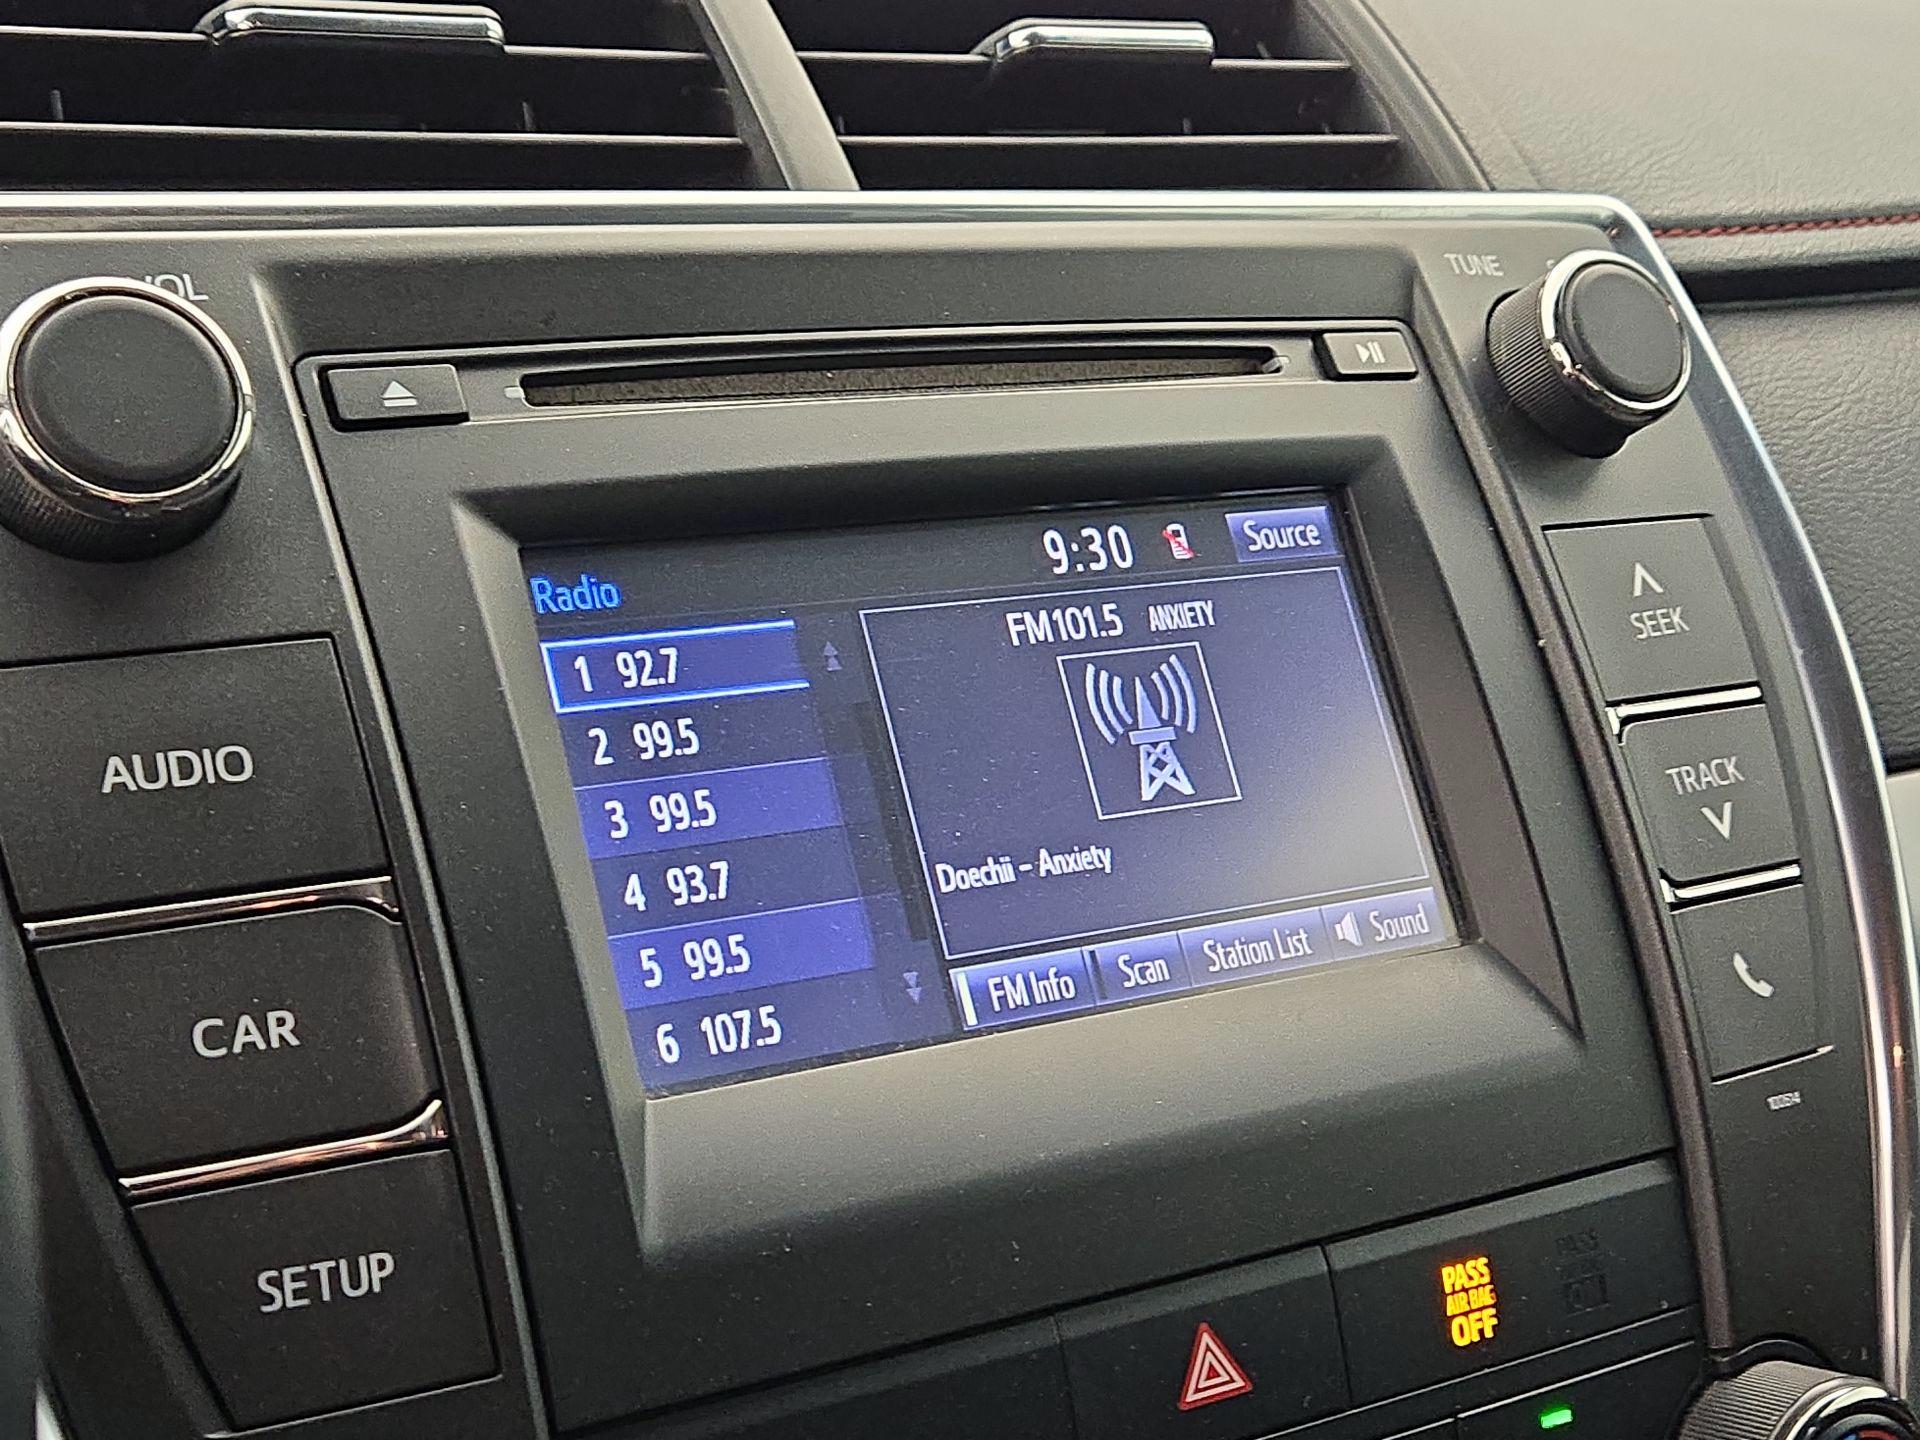 VOL
TUNE
9:30
Source
Radio
FM101.5 ANXIETY
1 92.7
2 99.5
3 99.5
4 93.7
5 99.5
6 107.5
Doechii - Anxiety
FM Info
Scan
Station List
Sound
AUDIO
CAR
SETUP
SEEK
TRACK
PASS
AIR BAG
OFF